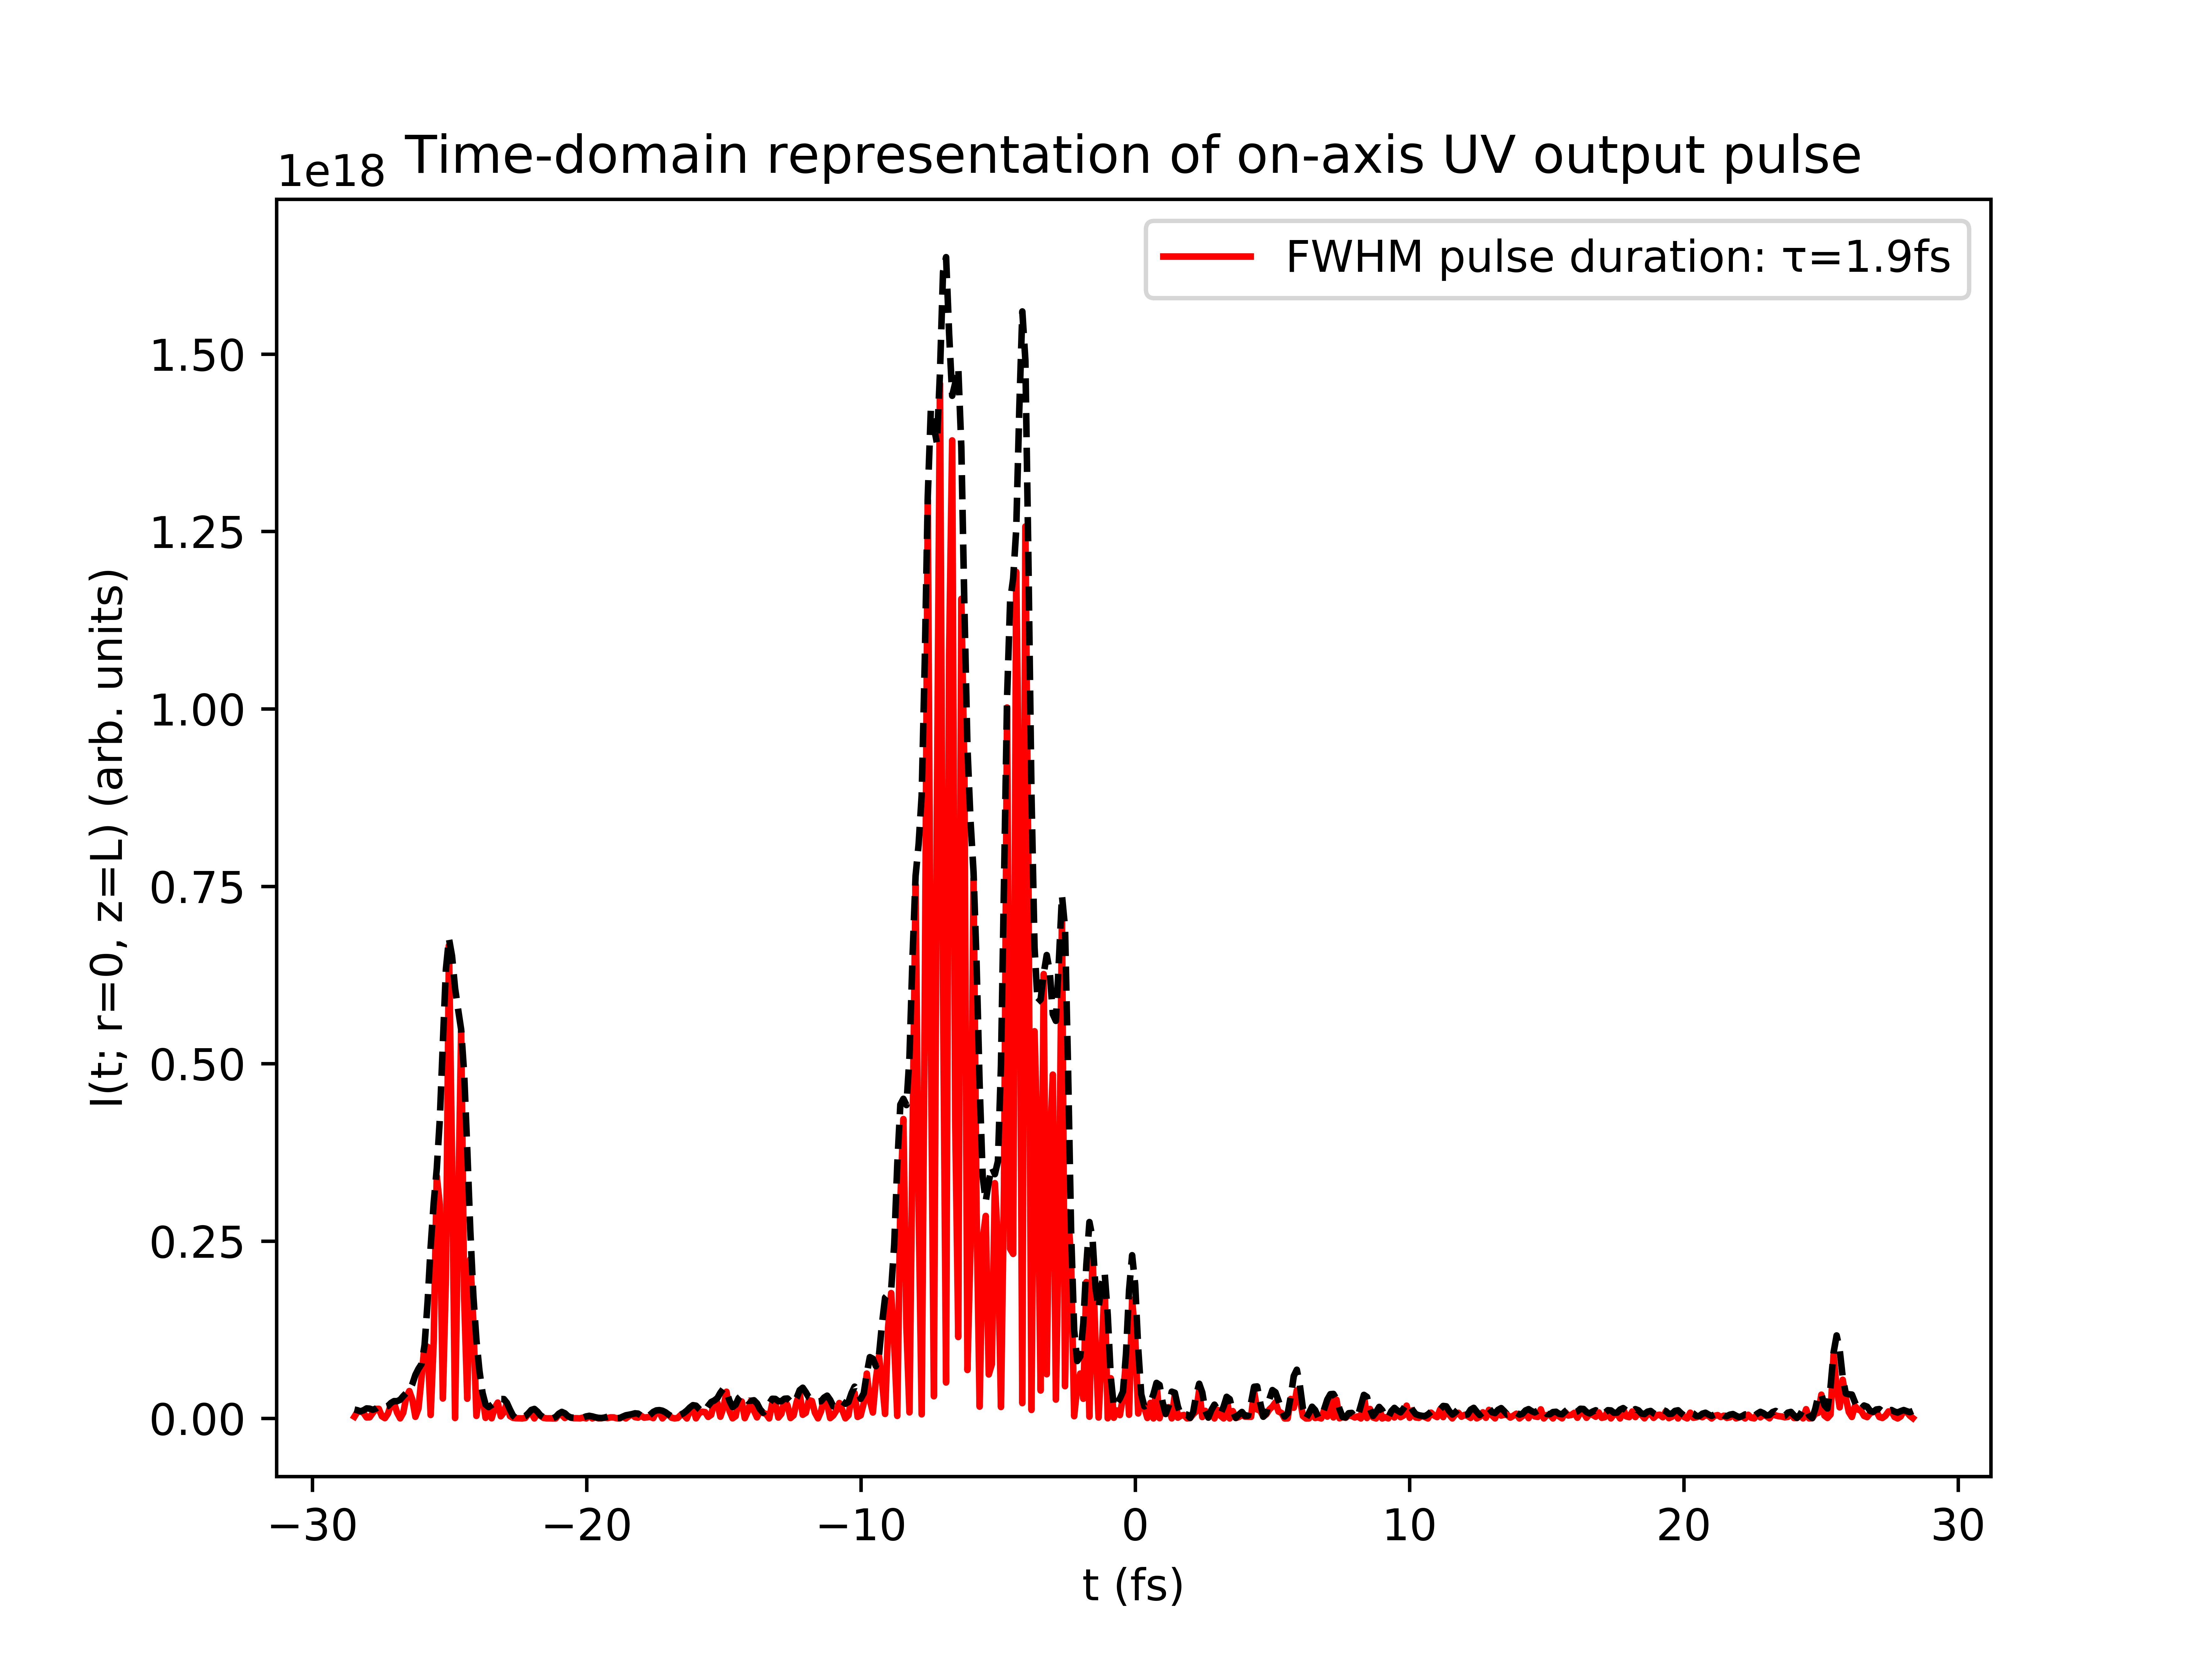 Time-domain representation of on-axis UV output pulse
1e18
FWHM pulse duration: τ=1.9fs
1.50
1.25
1.00
0.75
0.50
0.25
0.00
I(t; r=0, z=L) (arb. units)
−30 −20 −10 0 10 20 30
t (fs)